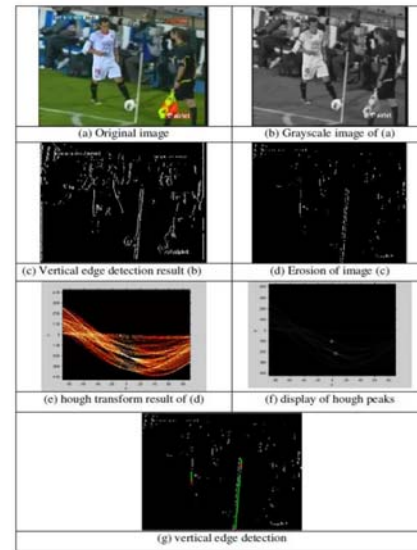 (a) Original image
(b) Grayscale image of (a)
(c) Vertical edge detection result (b)
(d) Erosion of image (c)
(e) hough transform result of (d)
(f) display of hough peaks
(g) vertical edge detection